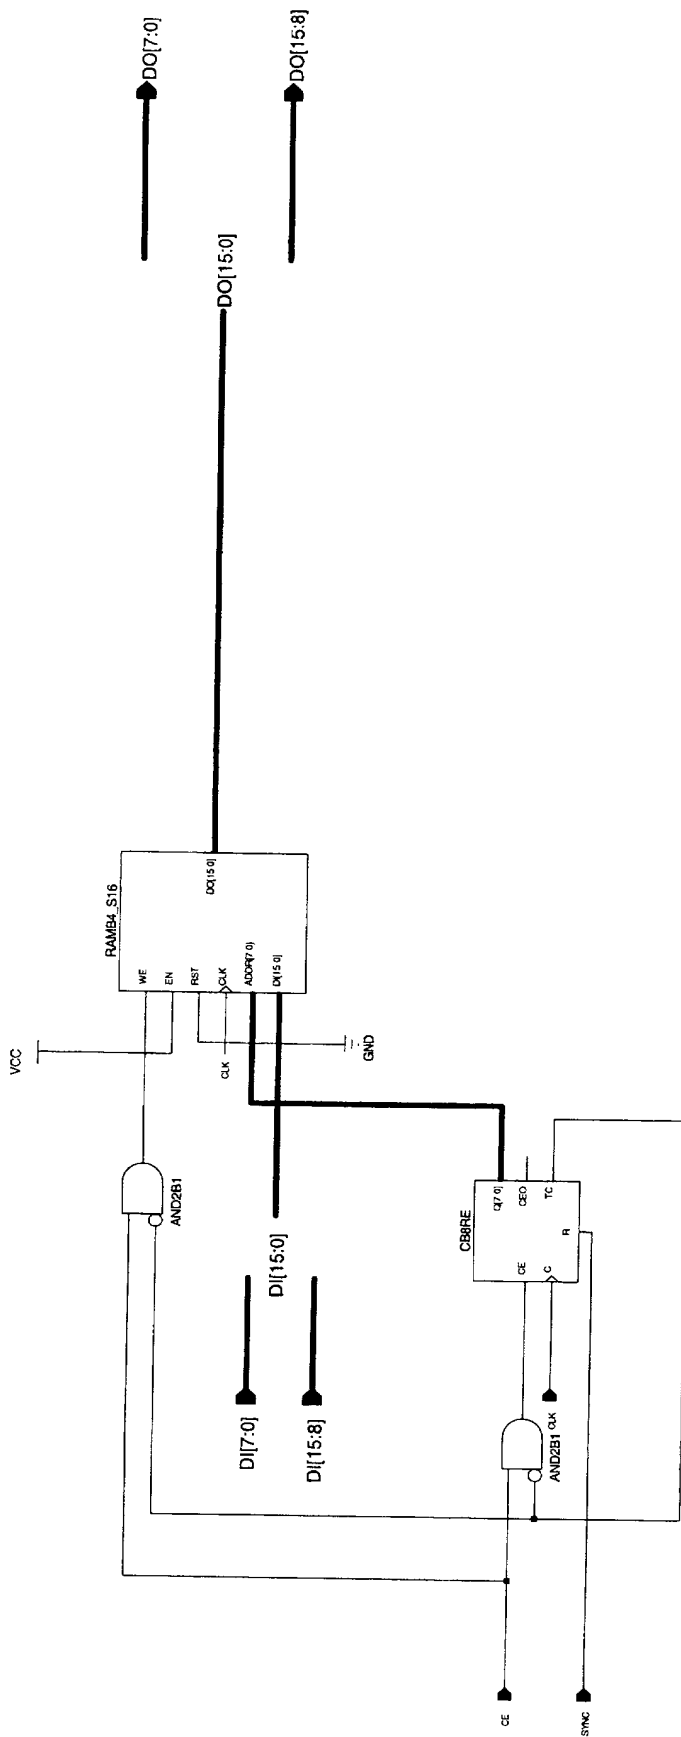 DO[7:0]
DO[15:8]
DO[15:0]
RAMB4_S16
WE
EN
RST
CLK
ADDR(7:0)
DI(15:0)
DO(15:0)
VCC
CLK
GND
AND2B1
DI[15:0]
DI[7:0]
DI[15:8]
CB8RE
Q[7:0]
CEO
TC
CE
C
R
AND2B1
CLK
CE
SYNC